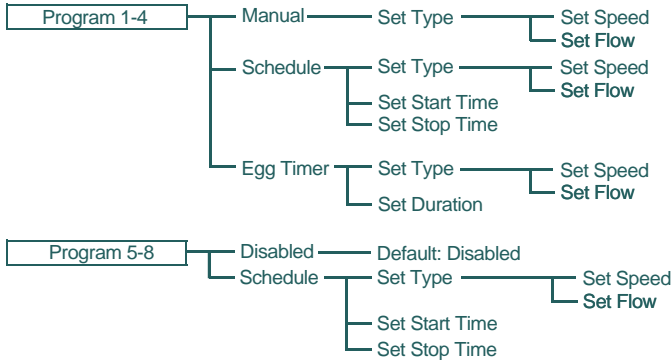 Program 1-4 Manual Set Type Set Speed
Set Flow
Schedule Set Type Set Speed
Set Flow
Set Start Time
Set Stop Time
Egg Timer Set Type Set Speed
Set Flow
Set Duration
Program 5-8 Disabled Default: Disabled
Schedule Set Type Set Speed
Set Flow
Set Start Time
Set Stop Time